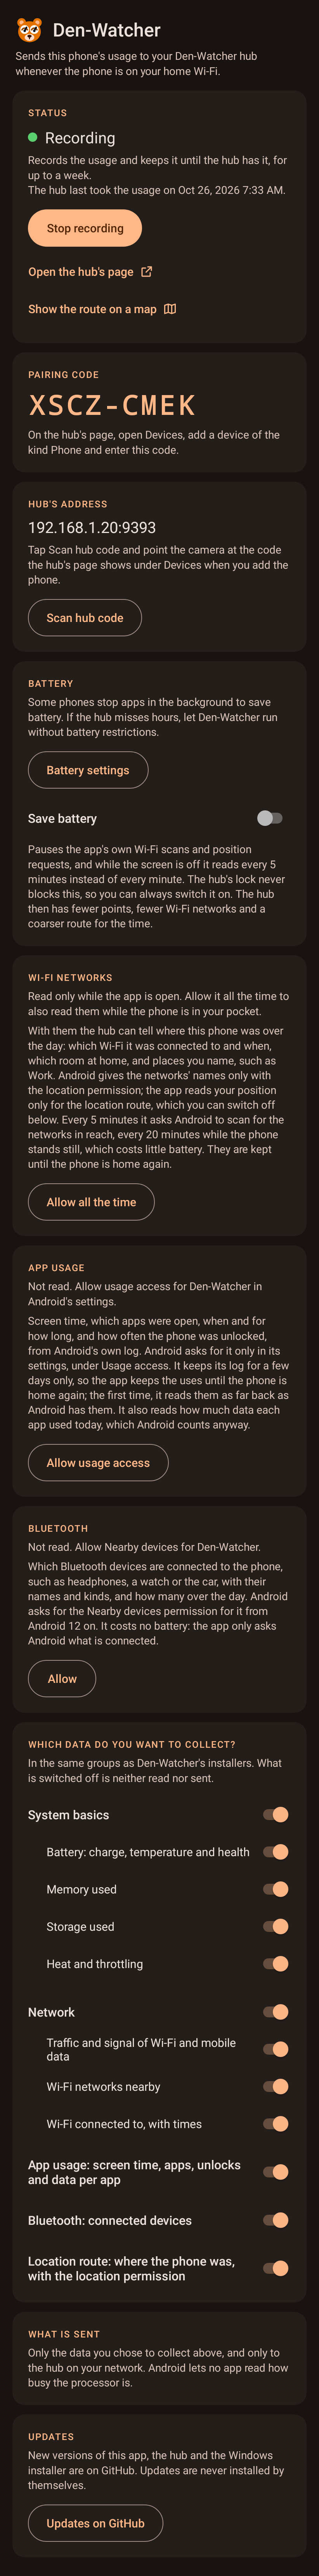 Den-Watcher
Sends this phone's usage to your Den-Watcher hub
whenever the phone is on your home Wi-Fi.
STATUS
Recording
Records the usage and keeps it until the hub has it, for
up to a week.
The hub last took the usage on Oct 26, 2026 7:33 AM.
Stop recording
Open the hub's page
Show the route on a map
PAIRING CODE
XSCZ-CMEK
On the hub's page, open Devices, add a device of the
kind Phone and enter this code.
HUB'S ADDRESS
192.168.1.20:9393
Tap Scan hub code and point the camera at the code
the hub's page shows under Devices when you add the
phone.
Scan hub code
BATTERY
Some phones stop apps in the background to save
battery. If the hub misses hours, let Den-Watcher run
without battery restrictions.
Battery settings
Save battery
Pauses the app's own Wi-Fi scans and position
requests, and while the screen is off it reads every 5
minutes instead of every minute. The hub's lock never
blocks this, so you can always switch it on. The hub
then has fewer points, fewer Wi-Fi networks and a
coarser route for the time.
WI-FI NETWORKS
Read only while the app is open. Allow it all the time to
also read them while the phone is in your pocket.
With them the hub can tell where this phone was over
the day: which Wi-Fi it was connected to and when,
which room at home, and places you name, such as
Work. Android gives the networks' names only with
the location permission; the app reads your position
only for the location route, which you can switch off
below. Every 5 minutes it asks Android to scan for the
networks in reach, every 20 minutes while the phone
stands still, which costs little battery. They are kept
until the phone is home again.
Allow all the time
APP USAGE
Not read. Allow usage access for Den-Watcher in
Android's settings.
Screen time, which apps were open, when and for
how long, and how often the phone was unlocked,
from Android's own log. Android asks for it only in its
settings, under Usage access. It keeps its log for a few
days only, so the app keeps the uses until the phone is
home again; the first time, it reads them as far back as
Android has them. It also reads how much data each
app used today, which Android counts anyway.
Allow usage access
BLUETOOTH
Not read. Allow Nearby devices for Den-Watcher.
Which Bluetooth devices are connected to the phone,
such as headphones, a watch or the car, with their
names and kinds, and how many over the day. Android
asks for the Nearby devices permission for it from
Android 12 on. It costs no battery: the app only asks
Android what is connected.
Allow
WHICH DATA DO YOU WANT TO COLLECT?
In the same groups as Den-Watcher's installers. What
is switched off is neither read nor sent.
System basics
Battery: charge, temperature and health
Memory used
Storage used
Heat and throttling
Network
Traffic and signal of Wi-Fi and mobile
data
Wi-Fi networks nearby
Wi-Fi connected to, with times
App usage: screen time, apps, unlocks
and data per app
Bluetooth: connected devices
Location route: where the phone was,
with the location permission
WHAT IS SENT
Only the data you chose to collect above, and only to
the hub on your network. Android lets no app read how
busy the processor is.
UPDATES
New versions of this app, the hub and the Windows
installer are on GitHub. Updates are never installed by
themselves.
Updates on GitHub